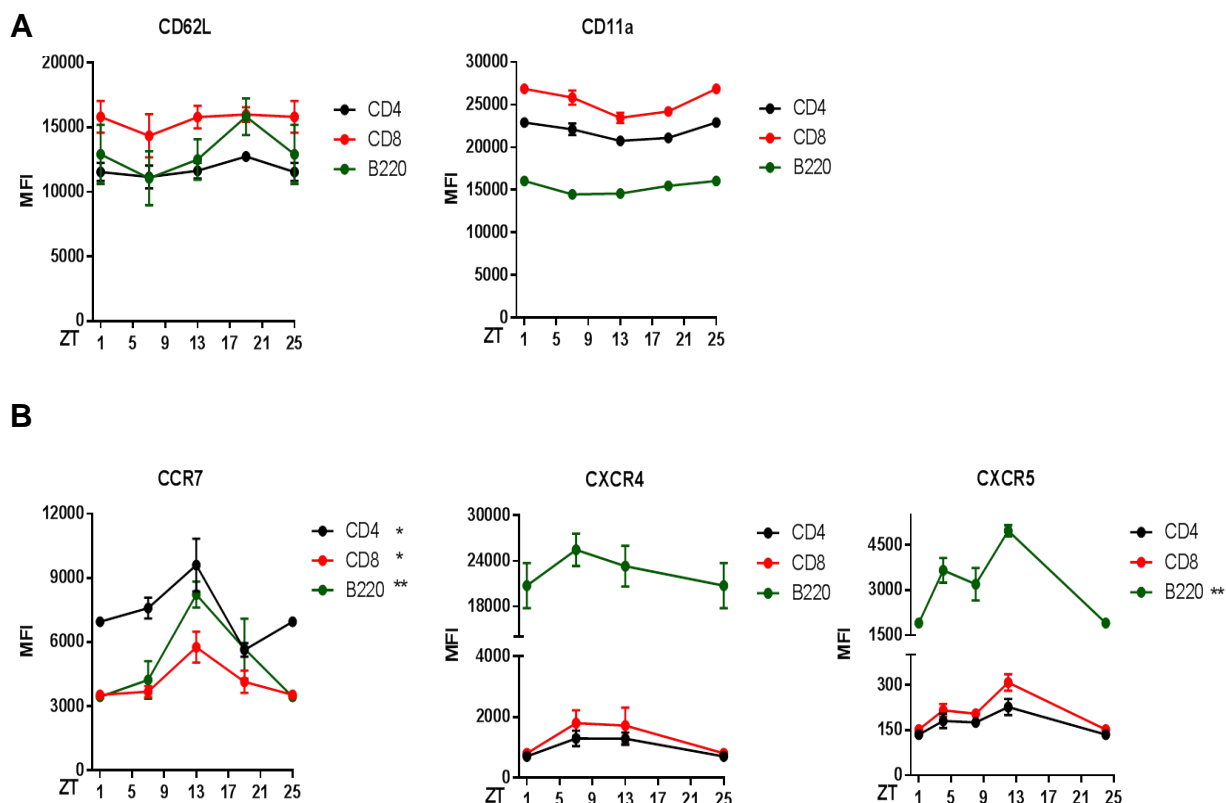 A
CD62L
CD11a
20000
15000
10000
5000
0
MFI
ZT
1 5 9 13 17 21 25
CD4
CD8
B220
30000
25000
20000
15000
10000
5000
0
MFI
ZT
1 5 9 13 17 21 25
CD4
CD8
B220
B
CCR7
CXCR4
CXCR5
12000
9000
6000
3000
0
MFI
ZT
1 5 9 13 17 21 25
CD4 *
CD8 *
B220 **
30000
24000
18000
4000
2000
0
MFI
ZT
1 5 9 13 17 21 25
CD4
CD8
B220
4500
3000
1500
300
150
0
MFI
ZT
1 5 9 13 17 21 25
CD4
CD8
B220 **